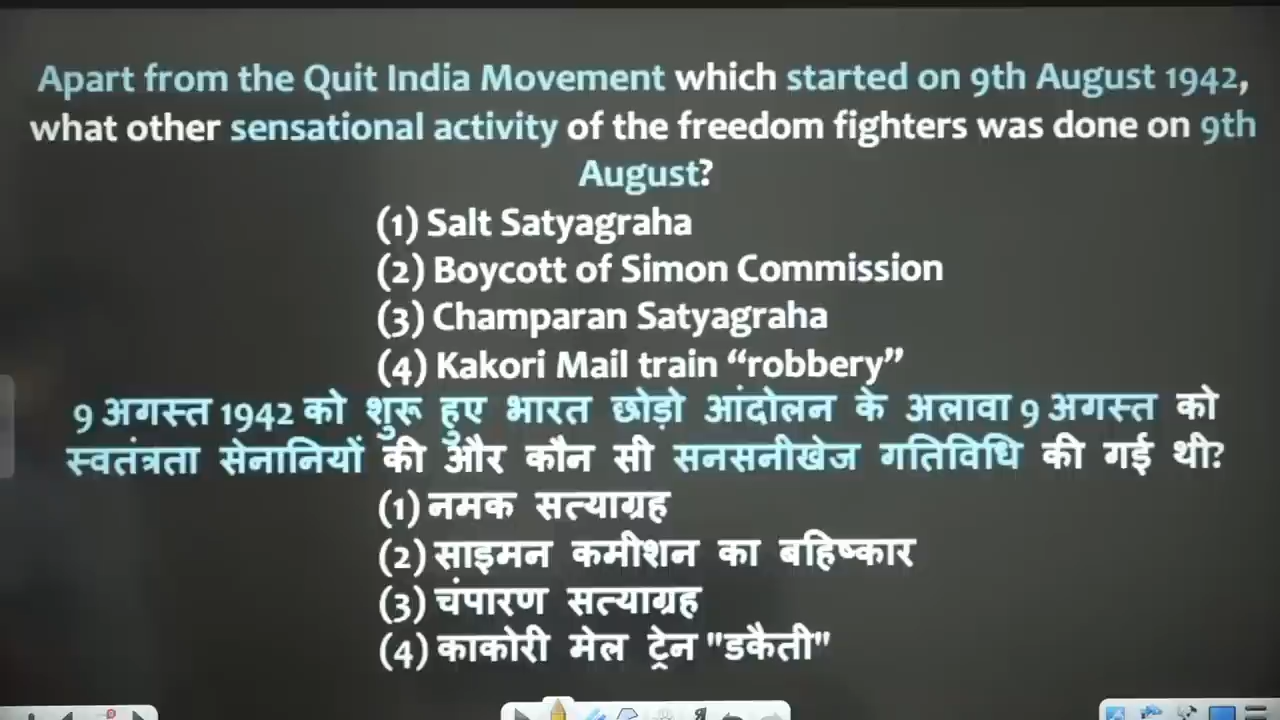 Apart from the Quit India Movement which started on 9th August 1942,
what other sensational activity of the freedom fighters was done on 9th
August?
(1) Salt Satyagraha
(2) Boycott of Simon Commission
(3) Champaran Satyagraha
(4) Kakori Mail train “robbery”
9 अगस्त 1942 को शुरू हुए भारत छोड़ो आंदोलन के अलावा 9 अगस्त को
स्वतंत्रता सेनानियों की और कौन सी सनसनीखेज गतिविधि की गई थी?
(1) नमक सत्याग्रह
(2) साइमन कमीशन का बहिष्कार
(3) चंपारण सत्याग्रह
(4) काकोरी मेल ट्रेन "डकैती"